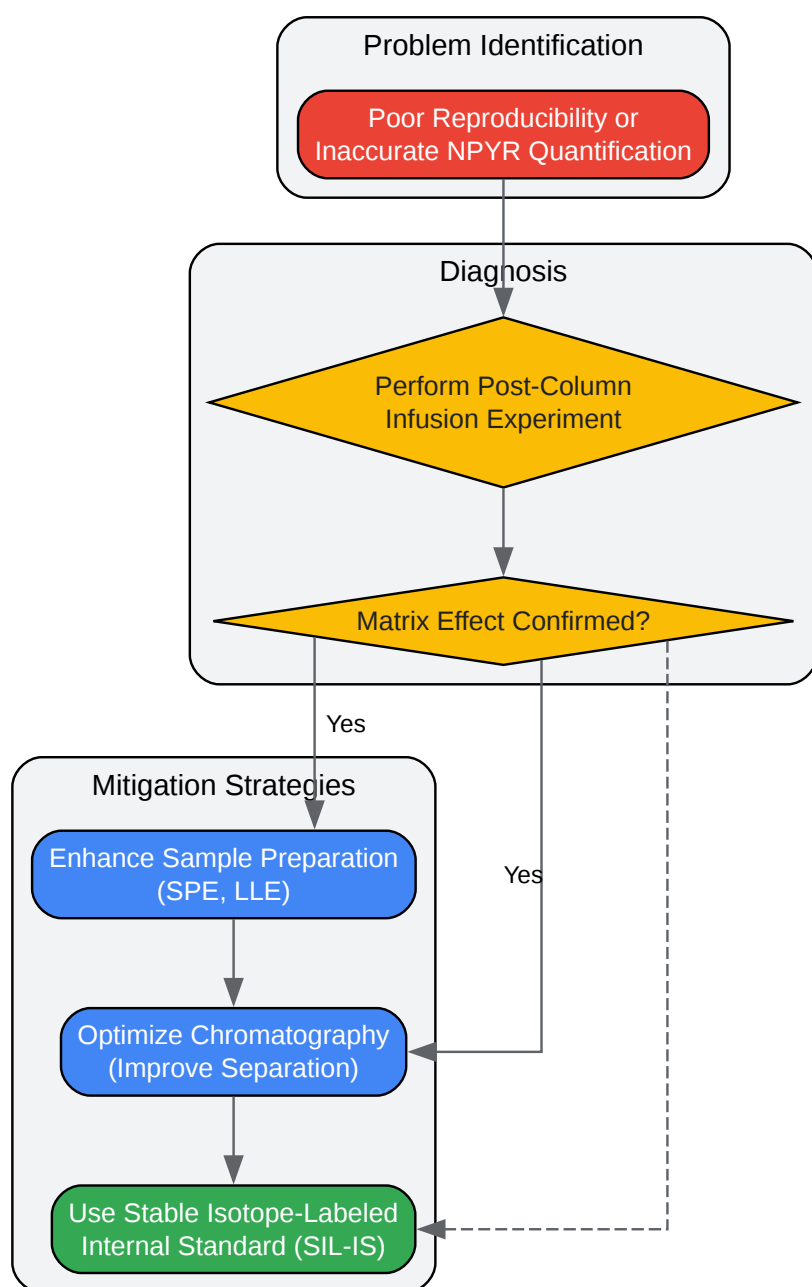 Problem Identification
Poor Reproducibility or
Inaccurate NPYR Quantification
Diagnosis
Perform Post-Column
Infusion Experiment
Matrix Effect Confirmed?
Yes
Mitigation Strategies
Enhance Sample Preparation
(SPE, LLE)
Yes
Optimize Chromatography
(Improve Separation)
Use Stable Isotope-Labeled
Internal Standard (SIL-IS)